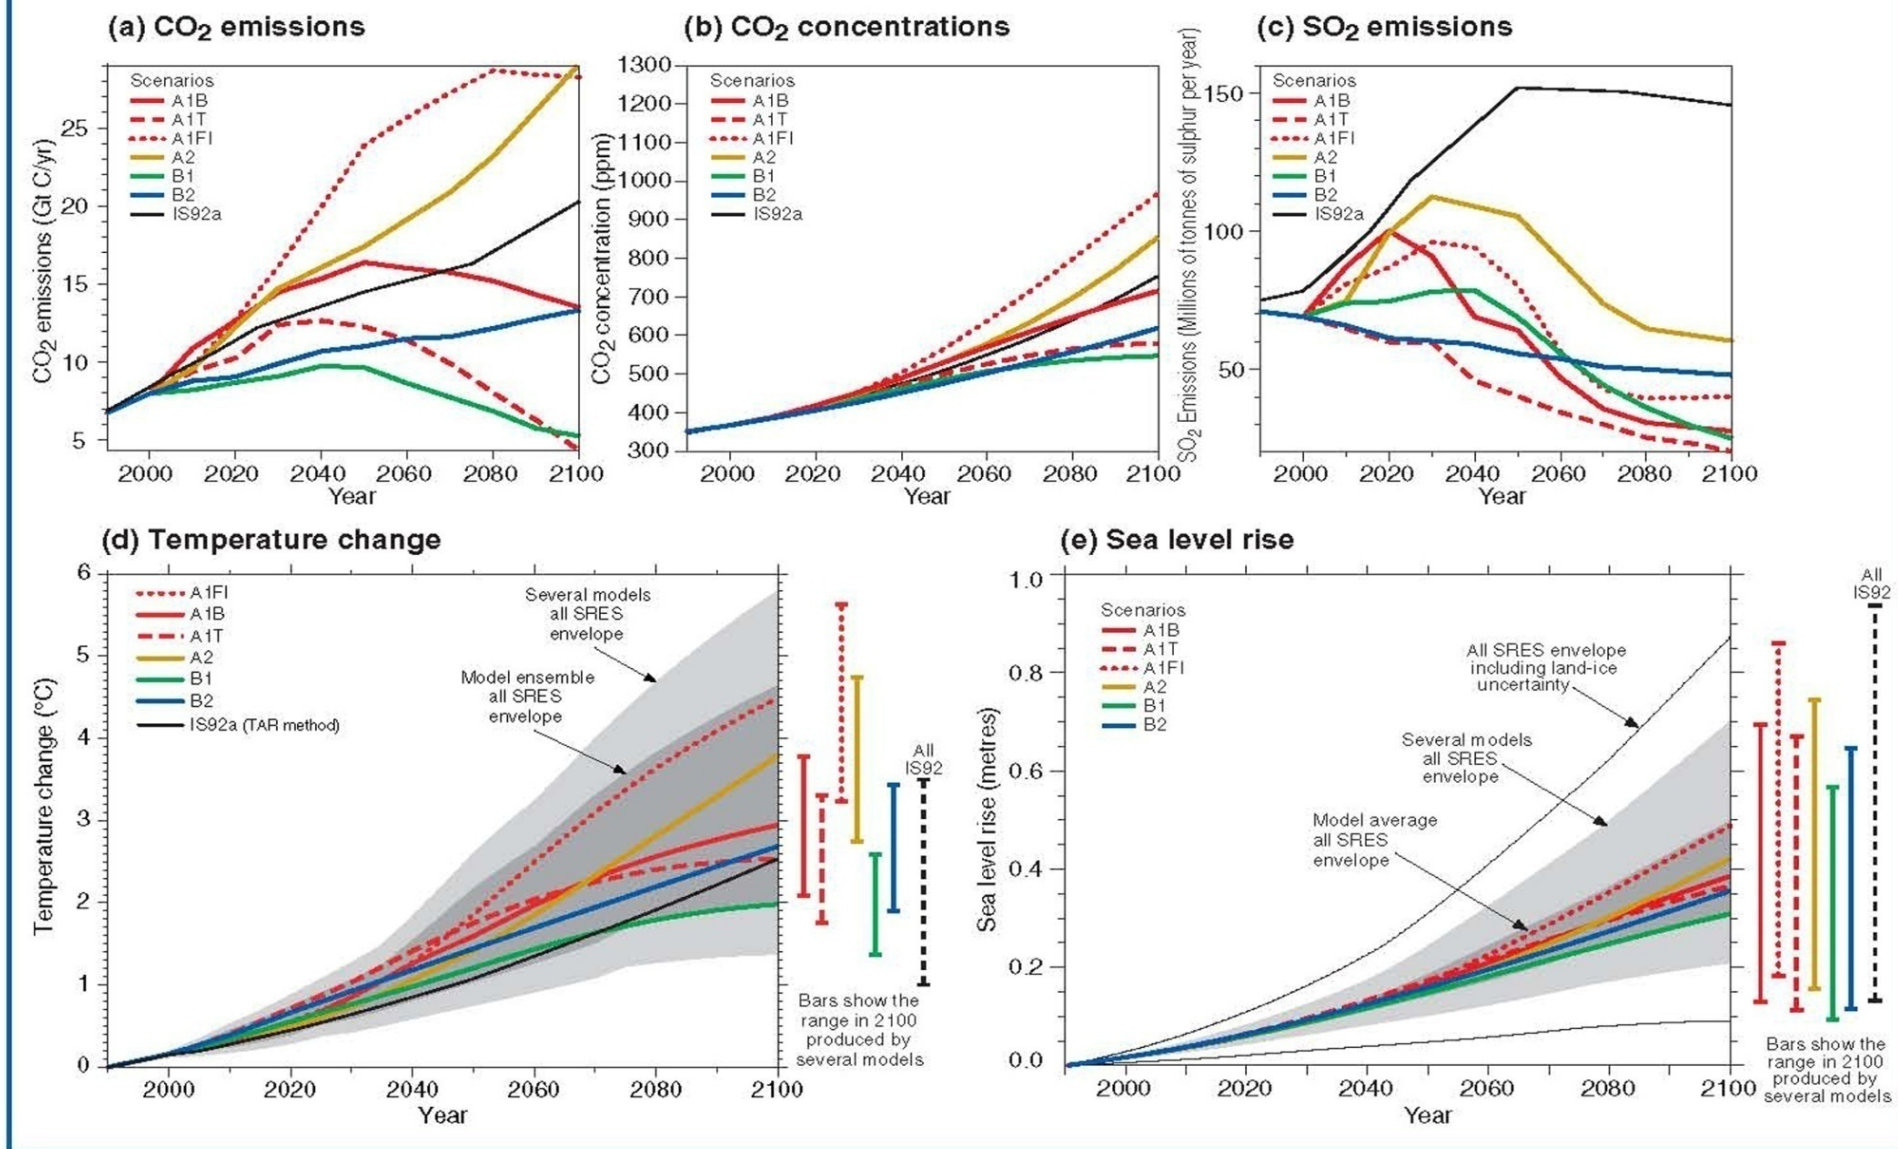 (a) CO2 emissions
CO2 emissions (Gt C/yr)
25
20
15
10
5
Scenarios
A1B
A1T
A1FI
A2
B1
B2
IS92a
2000 2020 2040 2060 2080 2100
Year
(b) CO2 concentrations
CO2 concentration (ppm)
1300
1200
1100
1000
900
800
700
600
500
400
300
Scenarios
A1B
A1T
A1FI
A2
B1
B2
IS92a
2000 2020 2040 2060 2080 2100
Year
(c) SO2 emissions
SO2 Emissions (Millions of tonnes of sulphur per year)
150
100
50
Scenarios
A1B
A1T
A1FI
A2
B1
B2
IS92a
2000 2020 2040 2060 2080 2100
Year
(d) Temperature change
Temperature change (°C)
6
5
4
3
2
1
0
A1FI
A1B
A1T
A2
B1
B2
IS92a (TAR method)
Several models
all SRES
envelope
Model ensemble
all SRES
envelope
All
IS92
Bars show the
range in 2100
produced by
several models
2000 2020 2040 2060 2080 2100
Year
(e) Sea level rise
Sea level rise (metres)
1.0
0.8
0.6
0.4
0.2
0.0
Scenarios
A1B
A1T
A1FI
A2
B1
B2
All SRES envelope
including land-ice
uncertainty
Several models
all SRES
envelope
Model average
all SRES
envelope
All
IS92
Bars show the
range in 2100
produced by
several models
2000 2020 2040 2060 2080 2100
Year